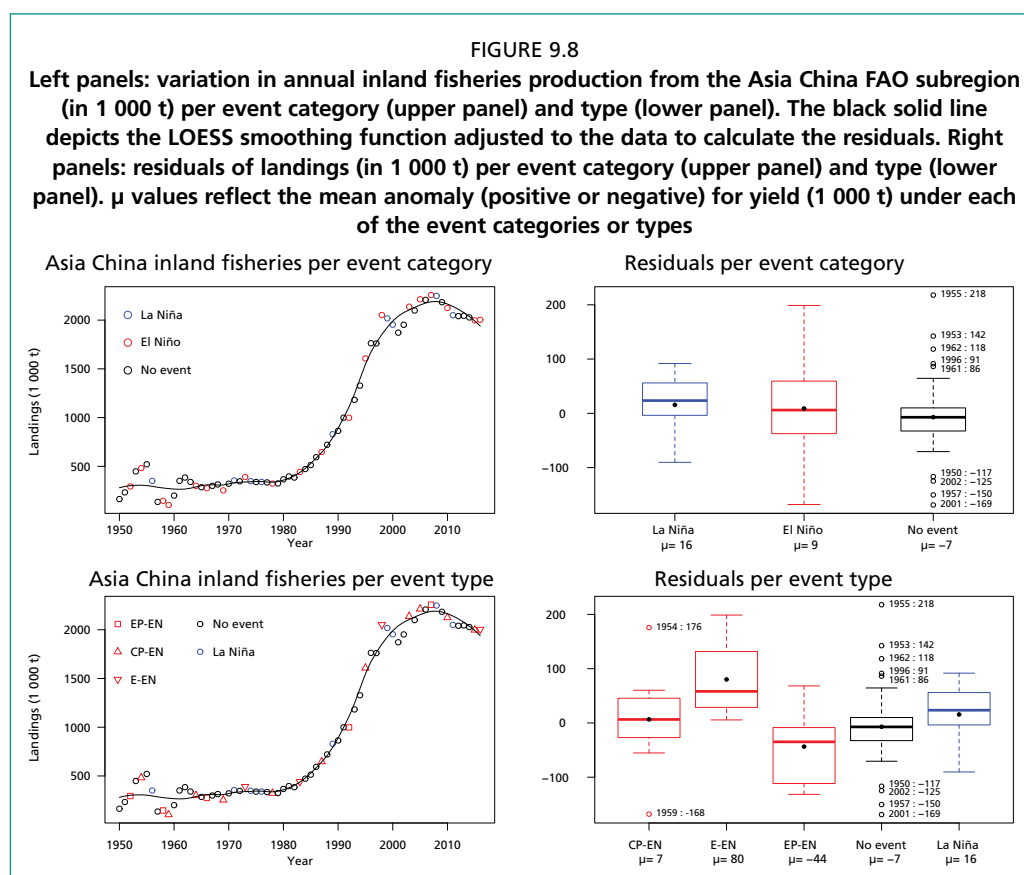 FIGURE 9.8
Left panels: variation in annual inland fisheries production from the Asia China FAO subregion
(in 1 000 t) per event category (upper panel) and type (lower panel). The black solid line
depicts the LOESS smoothing function adjusted to the data to calculate the residuals. Right
panels: residuals of landings (in 1 000 t) per event category (upper panel) and type (lower
panel). µ values reflect the mean anomaly (positive or negative) for yield (1 000 t) under each
of the event categories or types
Asia China inland fisheries per event category
Landings (1 000 t)
2000
1500
1000
500
La Niña
El Niño
No event
1950 1960 1970 1980 1990 2000 2010
Year
Residuals per event category
200
100
0
−100
1955 : 218
1953 : 142
1962 : 118
1996 : 91
1961 : 86
1950 : −117
2002 : −125
1957 : −150
2001 : −169
La Niña El Niño No event
µ= 16 µ= 9 µ= −7
Asia China inland fisheries per event type
Landings (1 000 t)
2000
1500
1000
500
EP-EN No event
CP-EN La Niña
E-EN
1950 1960 1970 1980 1990 2000 2010
Year
Residuals per event type
200
100
0
−100
1954 : 176
1959 : -168
1955 : 218
1953 : 142
1962 : 118
1996 : 91
1961 : 86
1950 : −117
2002 : −125
1957 : −150
2001 : −169
CP-EN E-EN EP-EN No event La Niña
µ= 7 µ= 80 µ= −44 µ= −7 µ= 16